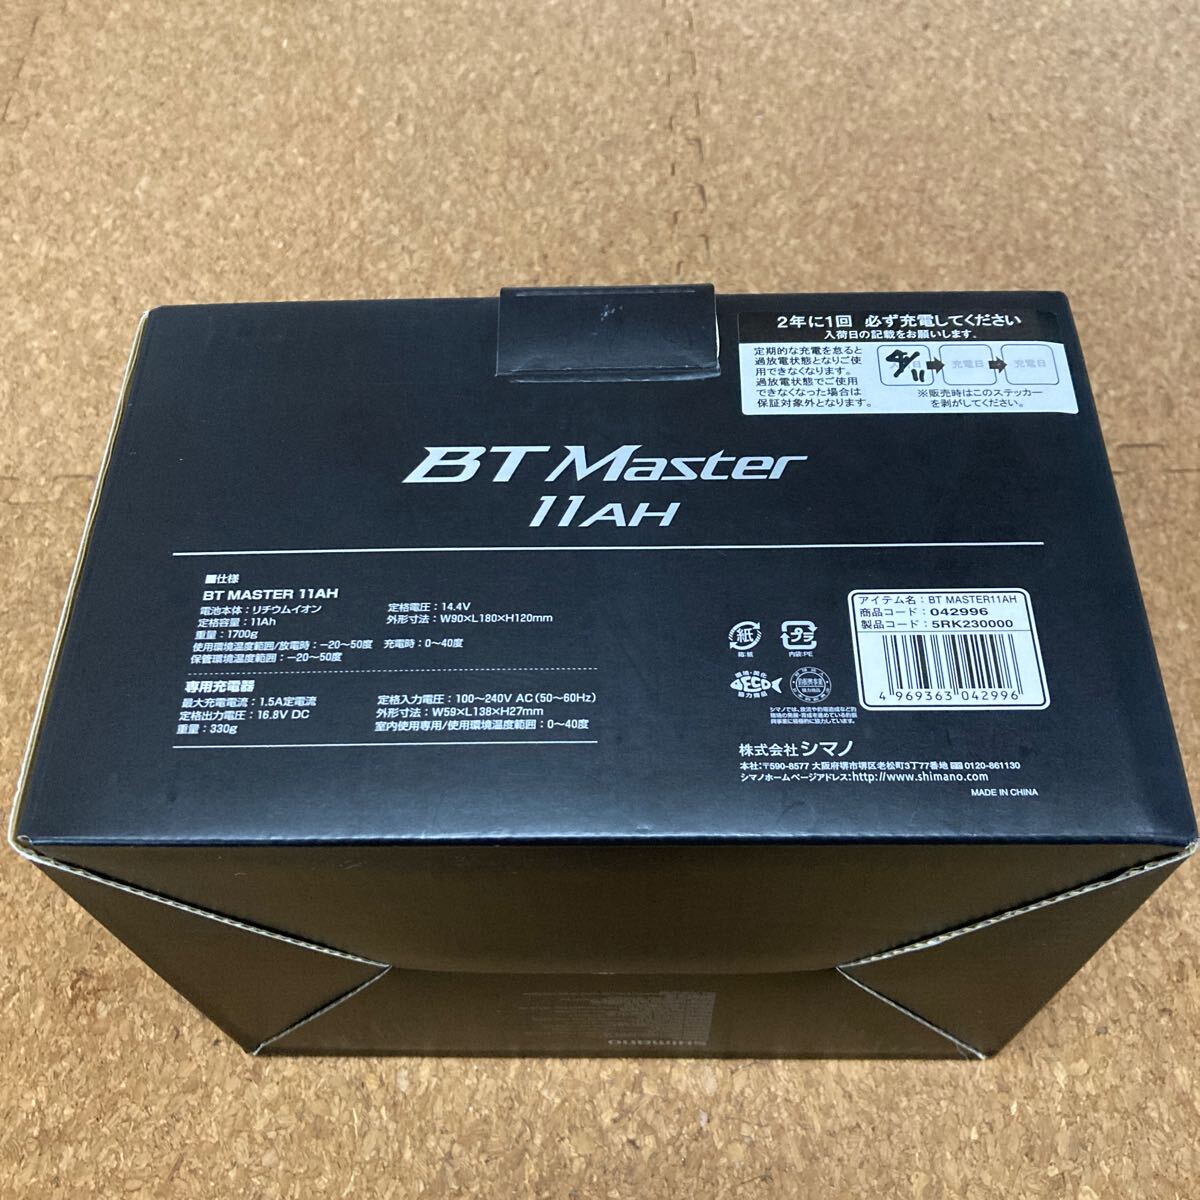 2年に1回 必ず充電してください
入荷日の記載をお願いします。
定期的な充電を怠ると
過放電状態となりご使
用できなくなります。
過放電状態でご使用
できなくなった場合は
保証対象外となります。
充電日
充電日
※販売時はこのステッカー
を剥がしてください。
BT Master
11AH
■仕様
BT MASTER 11AH
電池本体：リチウムイオン
定格容量：11Ah
重量：1700g
使用環境温度範囲/放電時：−20〜50度　充電時：0〜40度
保管環境温度範囲：−20〜50度
定格電圧：14.4V
外形寸法：W90×L180×H120mm
専用充電器
最大充電電流：1.5A定電流
定格出力電圧：16.8V DC
重量：330g
定格入力電圧：100〜240V AC（50〜60Hz）
外形寸法：W59×L138×H27mm
室内使用専用/使用環境温度範囲：0〜40度
紙
プラ
内袋:PE
ECO
アイテム名：BT MASTER11AH
商品コード：042996
製品コード：5RK230000
4 969363 042996
株式会社シマノ
本社:〒590-8577 大阪府堺市堺区老松町3丁77番地 0120-861130
シマノホームページアドレス:http://www.shimano.com
MADE IN CHINA
SHIMANO